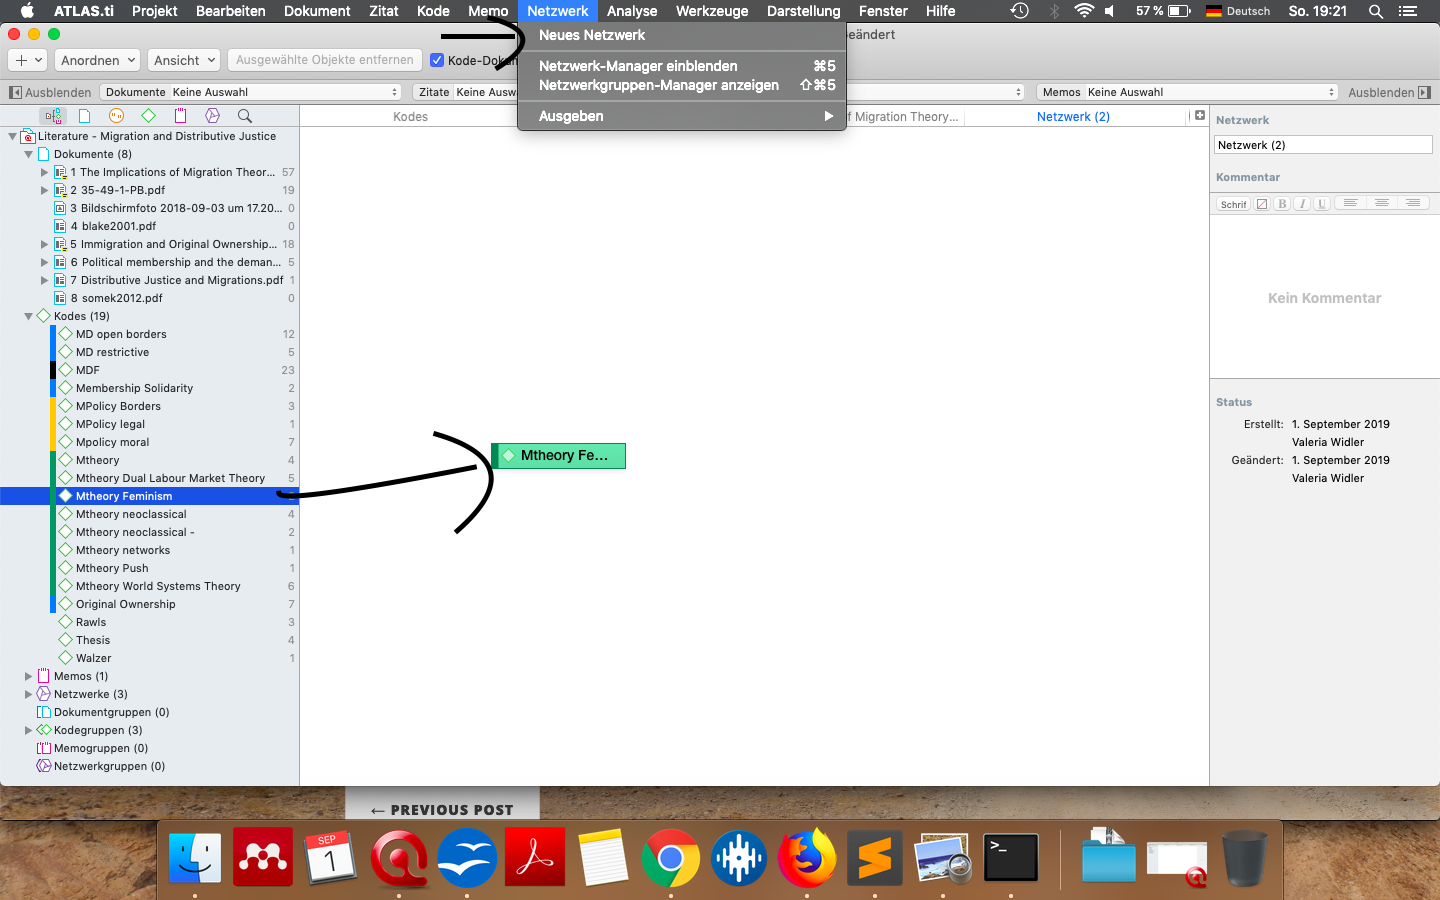 ATLAS.ti Projekt Bearbeiten Dokument Zitat Kode Memo Netzwerk Analyse Werkzeuge Darstellung Fenster Hilfe 57 % Deutsch So. 19:21
Neues Netzwerk
Netzwerk-Manager einblenden ⌘5
Netzwerkgruppen-Manager anzeigen ⇧⌘5
Ausgeben
eändert
+ Anordnen Ansicht Ausgewählte Objekte entfernen Kode-Dokum
Ausblenden Dokumente Keine Auswahl Zitate Keine Ausw Memos Keine Auswahl Ausblenden
Kodes f Migration Theory... Netzwerk (2)
Literature - Migration and Distributive Justice
Dokumente (8)
1 The Implications of Migration Theor... 57
2 35-49-1-PB.pdf 19
3 Bildschirmfoto 2018-09-03 um 17.20... 0
4 blake2001.pdf 0
5 Immigration and Original Ownership... 18
6 Political membership and the deman... 5
7 Distributive Justice and Migrations.pdf 1
8 somek2012.pdf 0
Kodes (19)
MD open borders 12
MD restrictive 5
MDF 23
Membership Solidarity 2
MPolicy Borders 3
MPolicy legal 1
Mpolicy moral 7
Mtheory 4
Mtheory Dual Labour Market Theory 5
Mtheory Feminism
Mtheory neoclassical 4
Mtheory neoclassical - 2
Mtheory networks 1
Mtheory Push 1
Mtheory World Systems Theory 6
Original Ownership 7
Rawls 3
Thesis 4
Walzer 1
Memos (1)
Netzwerke (3)
Dokumentgruppen (0)
Kodegruppen (3)
Memogruppen (0)
Netzwerkgruppen (0)
Mtheory Fe...
Netzwerk
Netzwerk (2)
Kommentar
Schrif B I U
Kein Kommentar
Status
Erstellt: 1. September 2019
Valeria Widler
Geändert: 1. September 2019
Valeria Widler
← PREVIOUS POST
SEP
1
>_